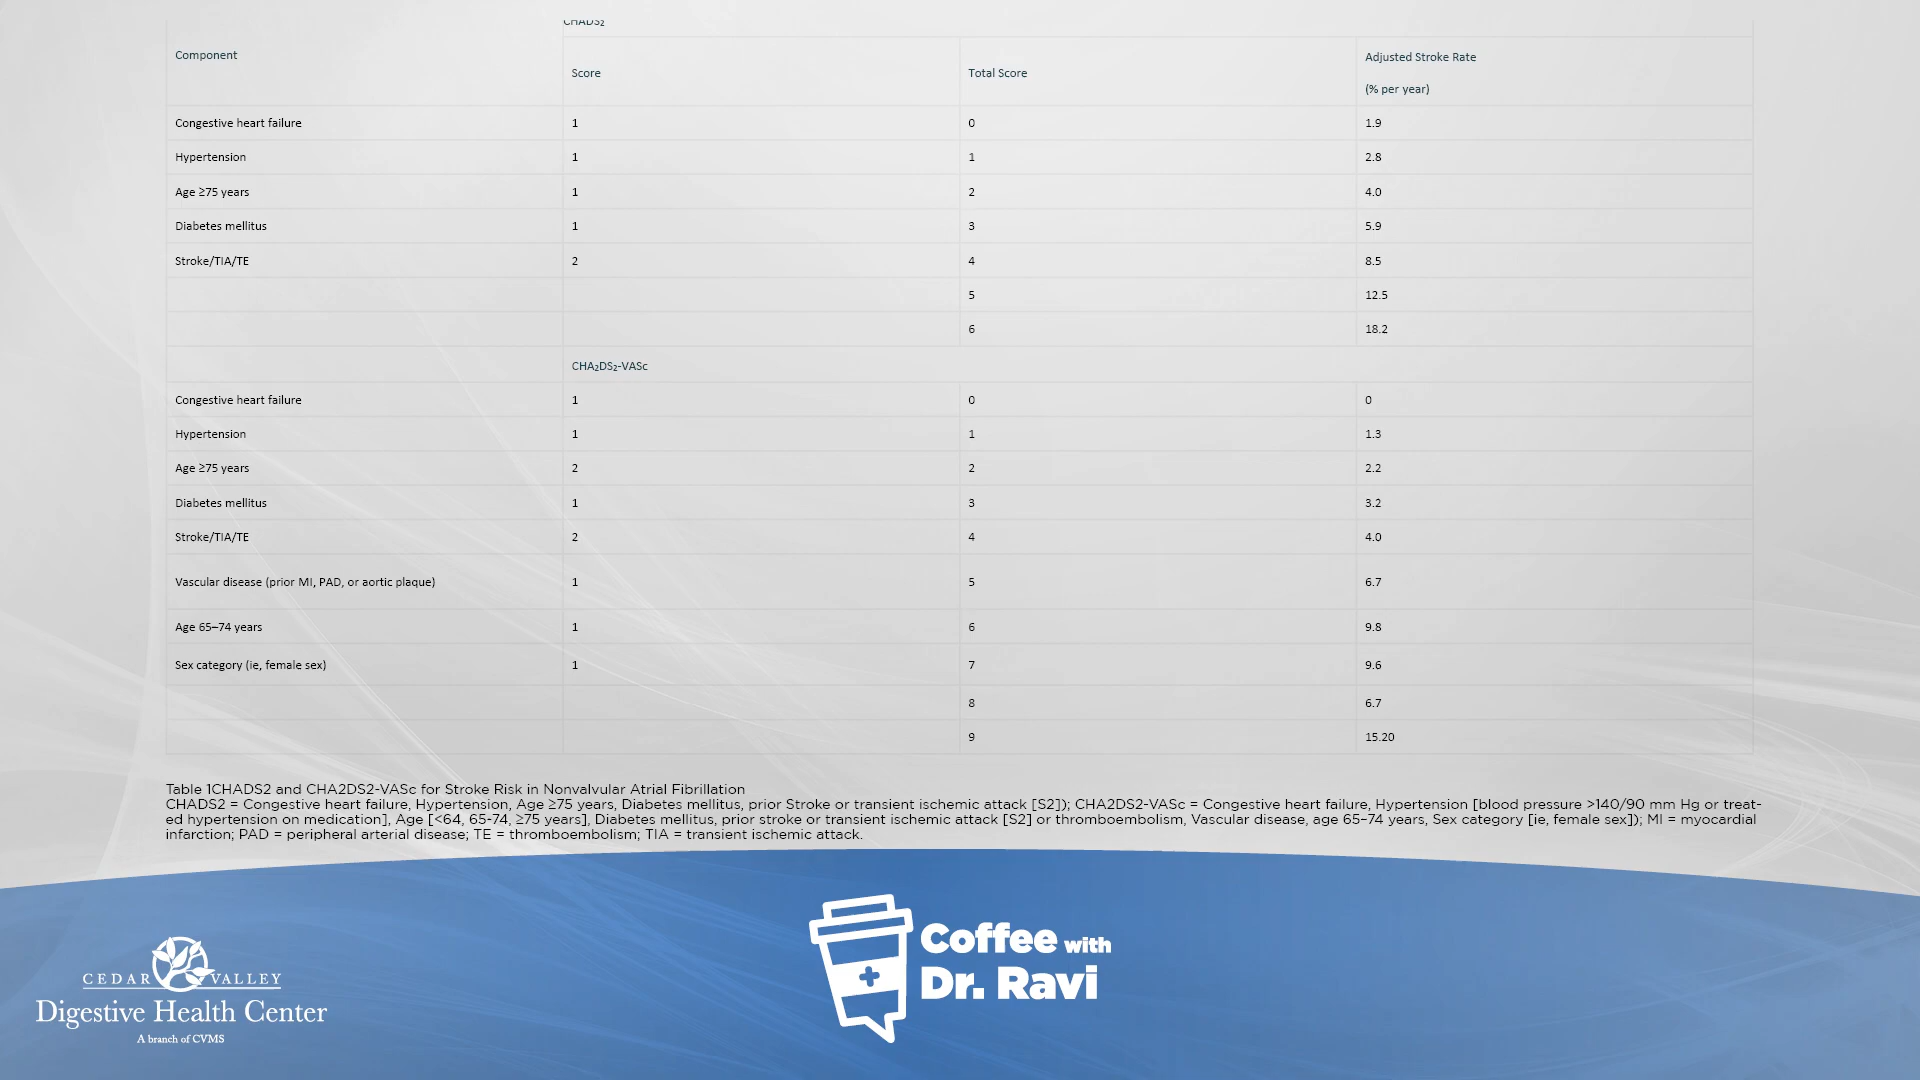 CHADS₂
Component
Score Total Score Adjusted Stroke Rate
(% per year)
Congestive heart failure 1 0 1.9
Hypertension 1 1 2.8
Age ≥75 years 1 2 4.0
Diabetes mellitus 1 3 5.9
Stroke/TIA/TE 2 4 8.5
5 12.5
6 18.2
CHA₂DS₂-VASc
Congestive heart failure 1 0 0
Hypertension 1 1 1.3
Age ≥75 years 2 2 2.2
Diabetes mellitus 1 3 3.2
Stroke/TIA/TE 2 4 4.0
Vascular disease (prior MI, PAD, or aortic plaque) 1 5 6.7
Age 65–74 years 1 6 9.8
Sex category (ie, female sex) 1 7 9.6
8 6.7
9 15.20
Table 1CHADS2 and CHA2DS2-VASc for Stroke Risk in Nonvalvular Atrial Fibrillation
CHADS2 = Congestive heart failure, Hypertension, Age ≥75 years, Diabetes mellitus, prior Stroke or transient ischemic attack [S2]); CHA2DS2-VASc = Congestive heart failure, Hypertension [blood pressure >140/90 mm Hg or treat-
ed hypertension on medication], Age [<64, 65-74, ≥75 years], Diabetes mellitus, prior stroke or transient ischemic attack [S2] or thromboembolism, Vascular disease, age 65–74 years, Sex category [ie, female sex]); MI = myocardial
infarction; PAD = peripheral arterial disease; TE = thromboembolism; TIA = transient ischemic attack.
Coffee with
Dr. Ravi
CEDAR VALLEY
Digestive Health Center
A branch of CVMS